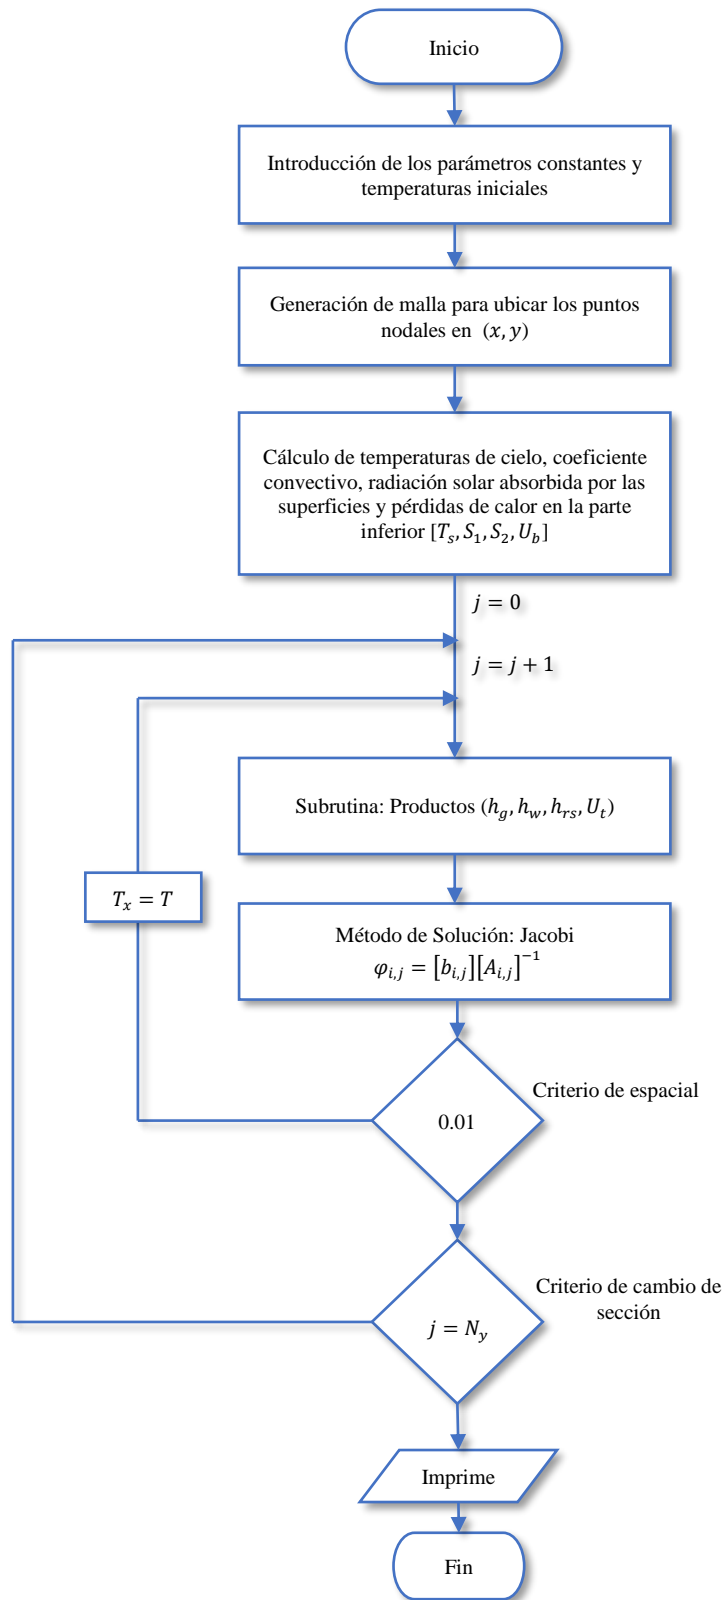 Inicio
Introducción de los parámetros constantes y
temperaturas iniciales
Generación de malla para ubicar los puntos
nodales en (x, y)
Cálculo de temperaturas de cielo, coeficiente
convectivo, radiación solar absorbida por las
superficies y pérdidas de calor en la parte
inferior [T_s, S_1, S_2, U_b]
j = 0
j = j + 1
Subrutina: Productos (h_g, h_w, h_rs, U_t)
T_x = T
Método de Solución: Jacobi
φ_i,j = [b_i,j][A_i,j]^−1
Criterio de espacial
0.01
Criterio de cambio de
sección
j = N_y
Imprime
Fin